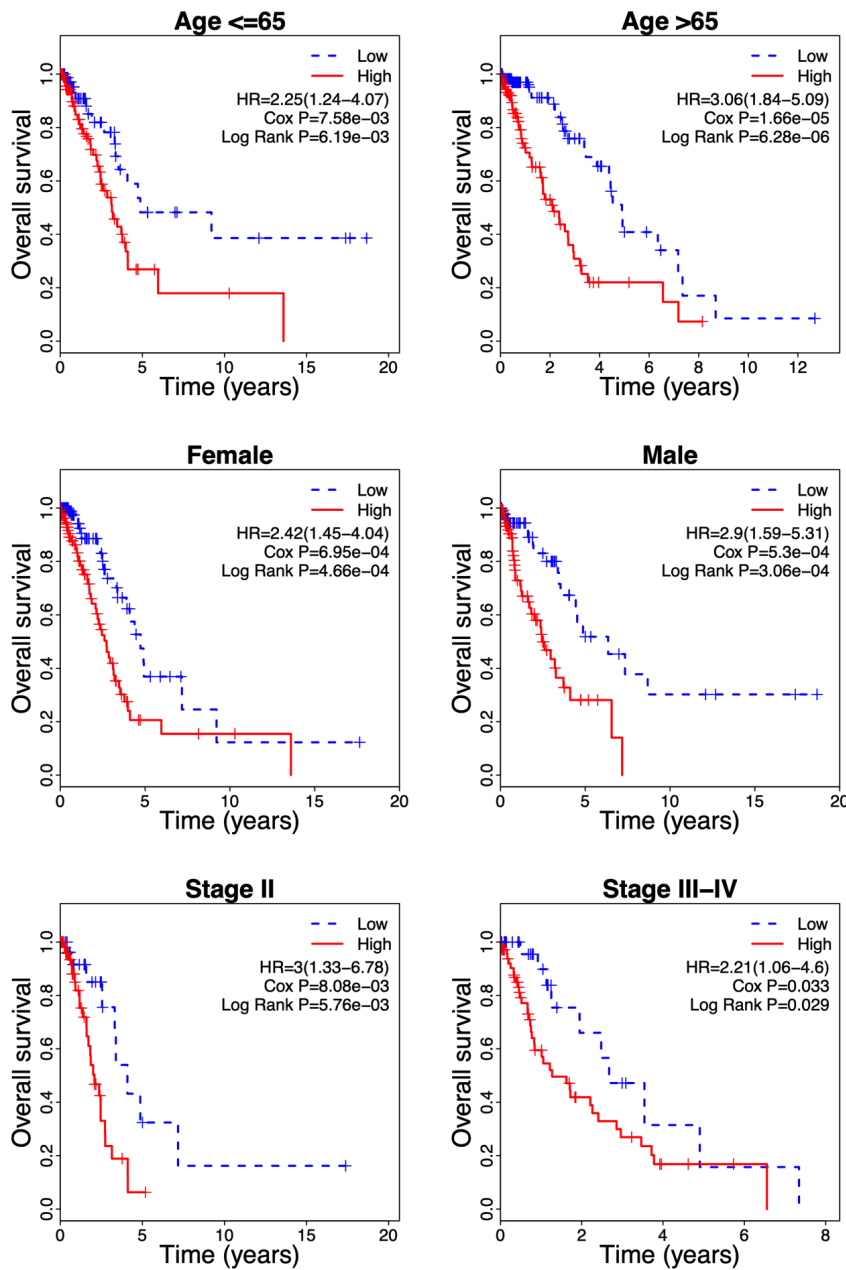 Age <=65
Low
High
HR=2.25(1.24−4.07)
Cox P=7.58e−03
Log Rank P=6.19e−03
Overall survival
1.0
0.8
0.6
0.4
0.2
0.0
0 5 10 15 20
Time (years)
Age >65
Low
High
HR=3.06(1.84−5.09)
Cox P=1.66e−05
Log Rank P=6.28e−06
Overall survival
1.0
0.8
0.6
0.4
0.2
0.0
0 2 4 6 8 10 12
Time (years)
Female
Low
High
HR=2.42(1.45−4.04)
Cox P=6.95e−04
Log Rank P=4.66e−04
Overall survival
1.0
0.8
0.6
0.4
0.2
0.0
0 5 10 15 20
Time (years)
Male
Low
High
HR=2.9(1.59−5.31)
Cox P=5.3e−04
Log Rank P=3.06e−04
Overall survival
1.0
0.8
0.6
0.4
0.2
0.0
0 5 10 15 20
Time (years)
Stage II
Low
High
HR=3(1.33−6.78)
Cox P=8.08e−03
Log Rank P=5.76e−03
Overall survival
1.0
0.8
0.6
0.4
0.2
0.0
0 5 10 15 20
Time (years)
Stage III−IV
Low
High
HR=2.21(1.06−4.6)
Cox P=0.033
Log Rank P=0.029
Overall survival
1.0
0.8
0.6
0.4
0.2
0.0
0 2 4 6 8
Time (years)